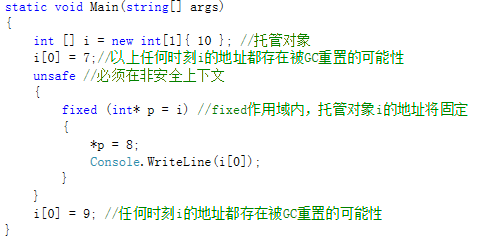 static void Main(string[] args)
{
int [] i = new int[1]{ 10 }; //托管对象
i[0] = 7;//以上任何时刻i的地址都存在被GC重置的可能性
unsafe //必须在非安全上下文
{
fixed (int* p = i) //fixed作用域内，托管对象i的地址将固定
{
*p = 8;
Console.WriteLine(i[0]);
}
}
i[0] = 9; //任何时刻i的地址都存在被GC重置的可能性
}